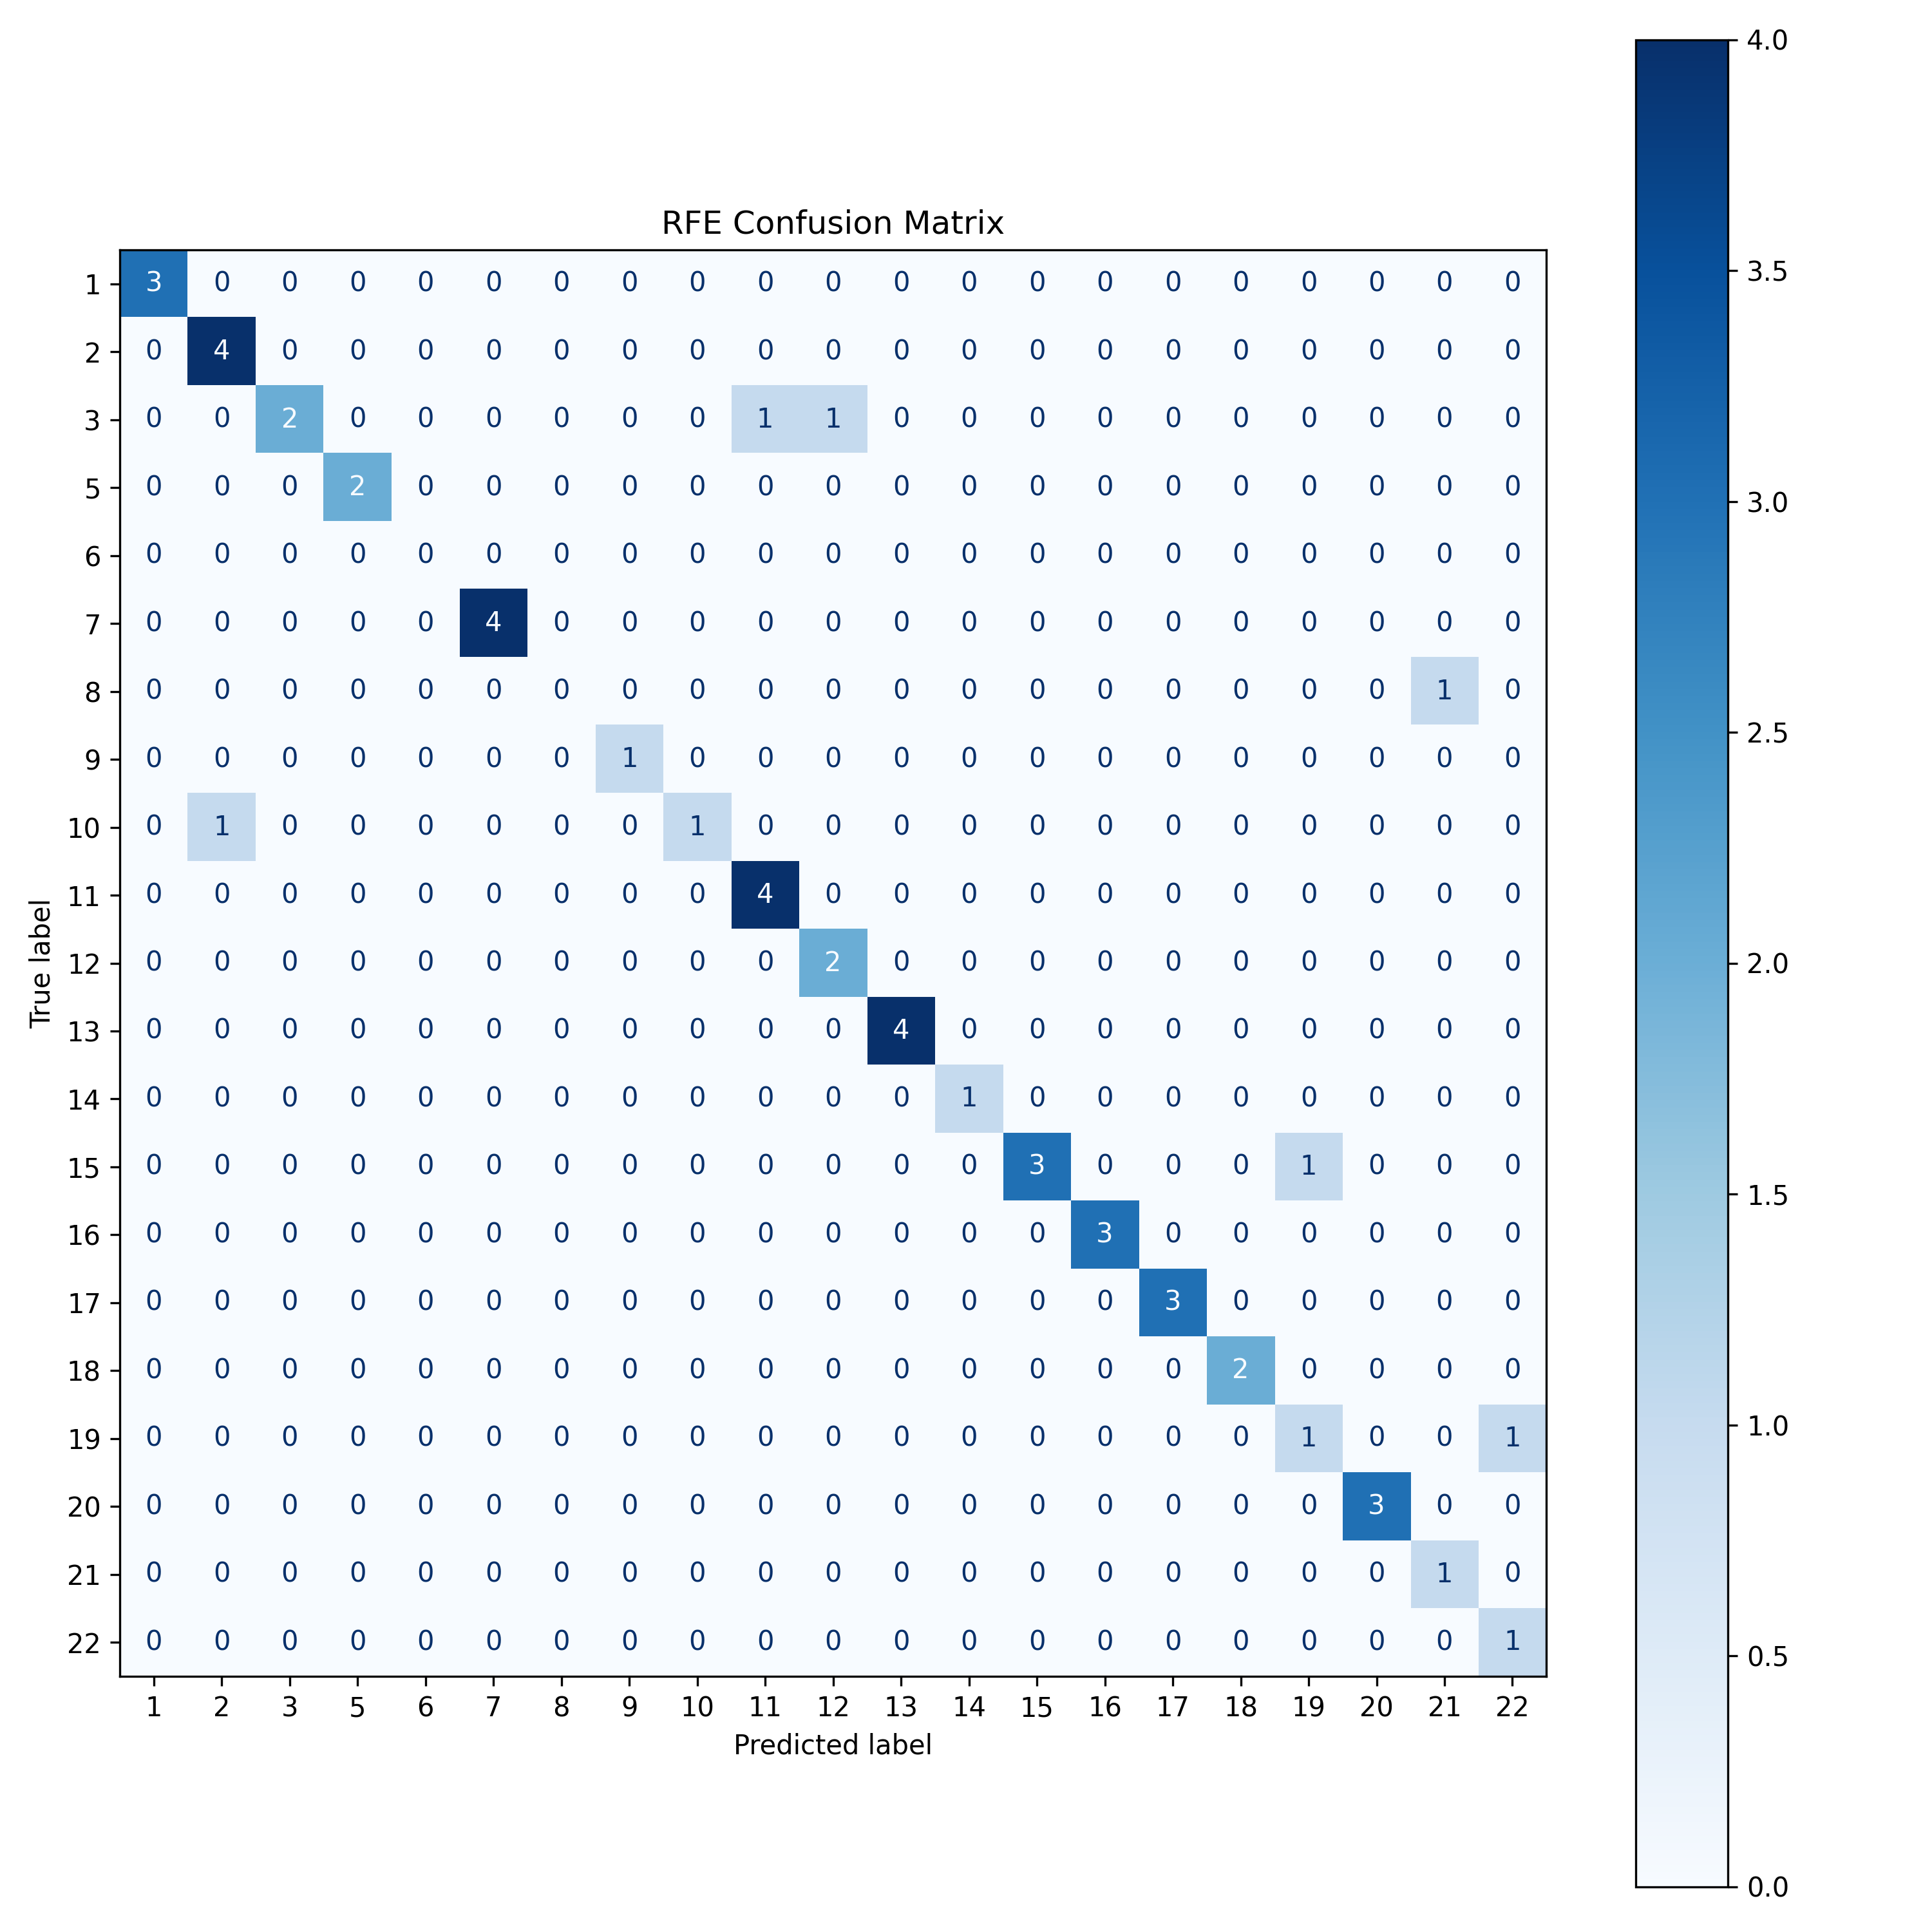 RFE Confusion Matrix
1 3 0 0 0 0 0 0 0 0 0 0 0 0 0 0 0 0 0 0 0 0
2 0 4 0 0 0 0 0 0 0 0 0 0 0 0 0 0 0 0 0 0 0
3 0 0 2 0 0 0 0 0 0 1 1 0 0 0 0 0 0 0 0 0 0
5 0 0 0 2 0 0 0 0 0 0 0 0 0 0 0 0 0 0 0 0 0
6 0 0 0 0 0 0 0 0 0 0 0 0 0 0 0 0 0 0 0 0 0
7 0 0 0 0 0 4 0 0 0 0 0 0 0 0 0 0 0 0 0 0 0
8 0 0 0 0 0 0 0 0 0 0 0 0 0 0 0 0 0 0 0 1 0
9 0 0 0 0 0 0 0 1 0 0 0 0 0 0 0 0 0 0 0 0 0
10 0 1 0 0 0 0 0 0 1 0 0 0 0 0 0 0 0 0 0 0 0
11 0 0 0 0 0 0 0 0 0 4 0 0 0 0 0 0 0 0 0 0 0
12 0 0 0 0 0 0 0 0 0 0 2 0 0 0 0 0 0 0 0 0 0
13 0 0 0 0 0 0 0 0 0 0 0 4 0 0 0 0 0 0 0 0 0
14 0 0 0 0 0 0 0 0 0 0 0 0 1 0 0 0 0 0 0 0 0
15 0 0 0 0 0 0 0 0 0 0 0 0 0 3 0 0 0 1 0 0 0
16 0 0 0 0 0 0 0 0 0 0 0 0 0 0 3 0 0 0 0 0 0
17 0 0 0 0 0 0 0 0 0 0 0 0 0 0 0 3 0 0 0 0 0
18 0 0 0 0 0 0 0 0 0 0 0 0 0 0 0 0 2 0 0 0 0
19 0 0 0 0 0 0 0 0 0 0 0 0 0 0 0 0 0 1 0 0 1
20 0 0 0 0 0 0 0 0 0 0 0 0 0 0 0 0 0 0 3 0 0
21 0 0 0 0 0 0 0 0 0 0 0 0 0 0 0 0 0 0 0 1 0
22 0 0 0 0 0 0 0 0 0 0 0 0 0 0 0 0 0 0 0 0 1
1 2 3 5 6 7 8 9 10 11 12 13 14 15 16 17 18 19 20 21 22
Predicted label
True label
4.0
3.5
3.0
2.5
2.0
1.5
1.0
0.5
0.0